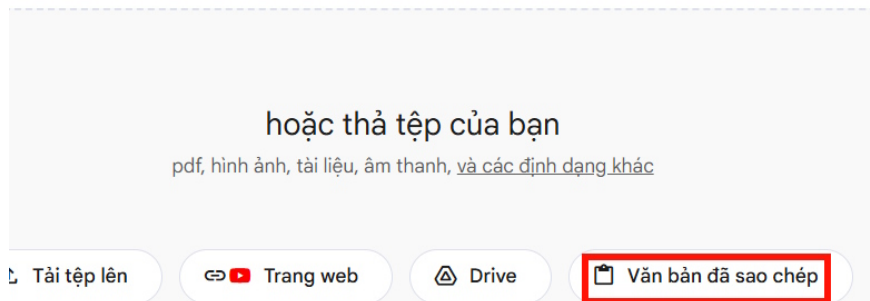 hoặc thả tệp của bạn
pdf, hình ảnh, tài liệu, âm thanh, và các định dạng khác
Tải tệp lên Trang web Drive Văn bản đã sao chép